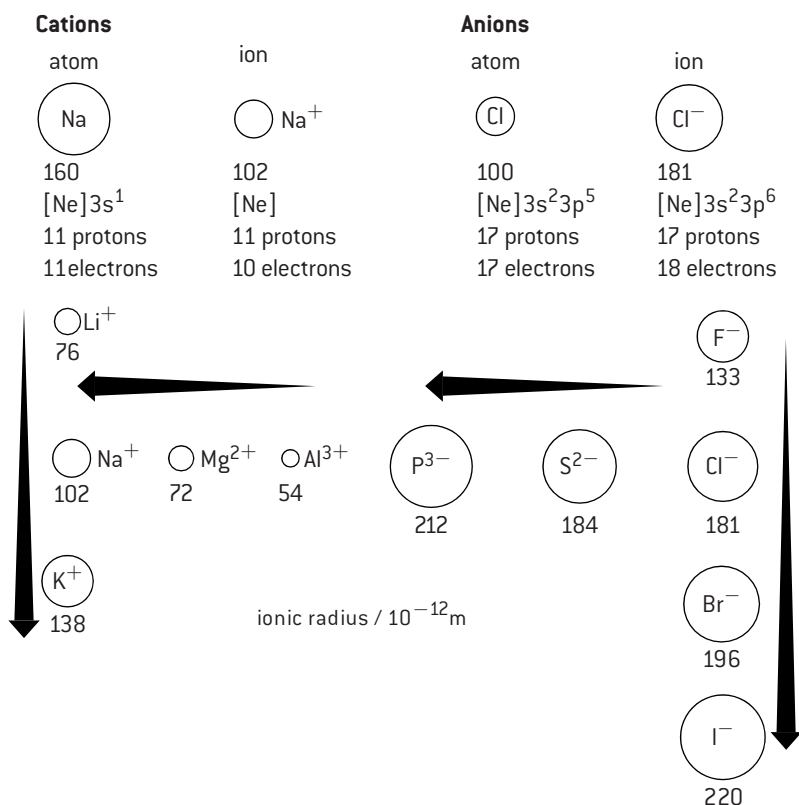 Cations Anions
atom ion atom ion
Na Na⁺ Cl Cl⁻
160 102 100 181
[Ne]3s¹ [Ne] [Ne]3s²3p⁵ [Ne]3s²3p⁶
11 protons 11 protons 17 protons 17 protons
11electrons 10 electrons 17 electrons 18 electrons
Li⁺ F⁻
76 133
Na⁺ Mg²⁺ Al³⁺ P³⁻ S²⁻ Cl⁻
102 72 54 212 184 181
K⁺ Br⁻
138 ionic radius / 10⁻¹²m
196
I⁻
220